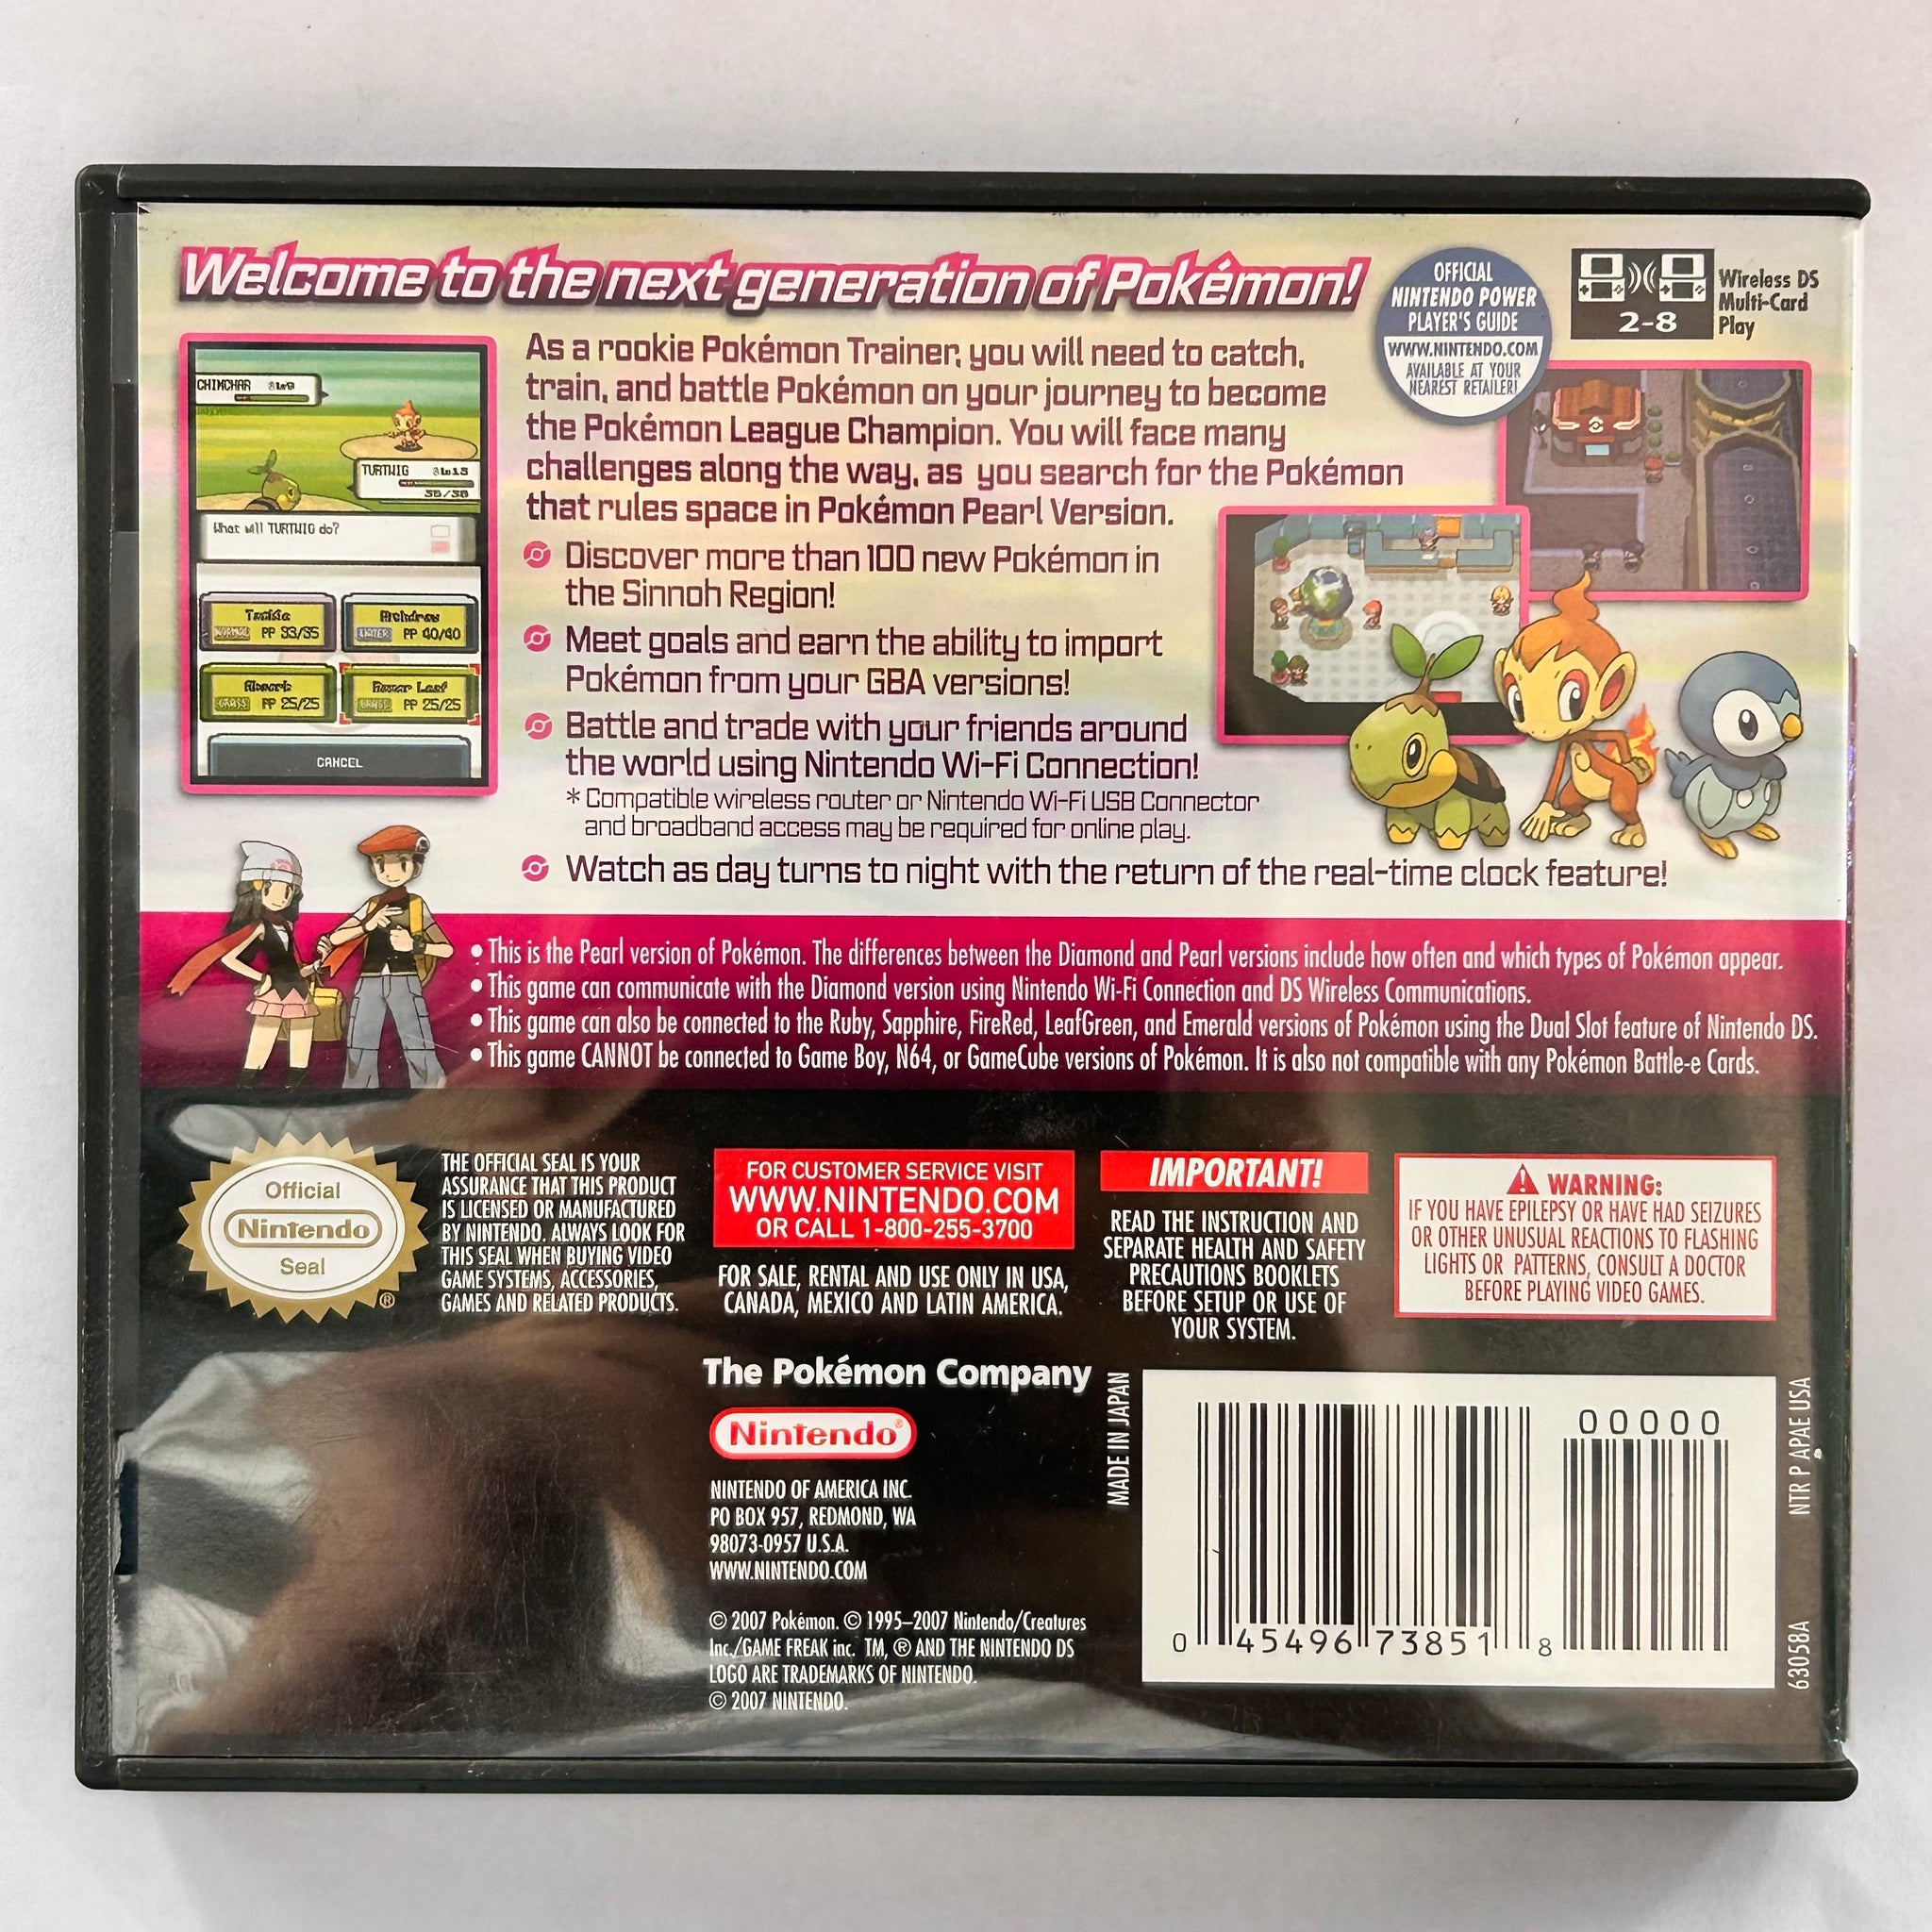 Welcome to the next generation of Pokémon!
OFFICIAL
NINTENDO POWER
PLAYER'S GUIDE
WWW.NINTENDO.COM
AVAILABLE AT YOUR
NEAREST RETAILER!
2-8
Wireless DS
Multi-Card
Play
CHIMCHAR
TURTWIG Lv15
What will TURTWIG do?
PP 33/35
PP 40/40
WATER
PP 25/25
GRASS
Razor Leaf
PP 25/25
GRASS
CANCEL
As a rookie Pokémon Trainer, you will need to catch,
train, and battle Pokémon on your journey to become
the Pokémon League Champion. You will face many
challenges along the way, as you search for the Pokémon
that rules space in Pokémon Pearl Version.
Discover more than 100 new Pokémon in
the Sinnoh Region!
Meet goals and earn the ability to import
Pokémon from your GBA versions!
Battle and trade with your friends around
the world using Nintendo Wi-Fi Connection!
* Compatible wireless router or Nintendo Wi-Fi USB Connector
and broadband access may be required for online play.
Watch as day turns to night with the return of the real-time clock feature!
• This is the Pearl version of Pokémon. The differences between the Diamond and Pearl versions include how often and which types of Pokémon appear.
• This game can communicate with the Diamond version using Nintendo Wi-Fi Connection and DS Wireless Communications.
• This game can also be connected to the Ruby, Sapphire, FireRed, LeafGreen, and Emerald versions of Pokémon using the Dual Slot feature of Nintendo DS.
• This game CANNOT be connected to Game Boy, N64, or GameCube versions of Pokémon. It is also not compatible with any Pokémon Battle-e Cards.
Official
Nintendo
Seal
®
THE OFFICIAL SEAL IS YOUR
ASSURANCE THAT THIS PRODUCT
IS LICENSED OR MANUFACTURED
BY NINTENDO. ALWAYS LOOK FOR
THIS SEAL WHEN BUYING VIDEO
GAME SYSTEMS, ACCESSORIES,
GAMES AND RELATED PRODUCTS.
FOR CUSTOMER SERVICE VISIT
WWW.NINTENDO.COM
OR CALL 1-800-255-3700
FOR SALE, RENTAL AND USE ONLY IN USA,
CANADA, MEXICO AND LATIN AMERICA.
IMPORTANT!
READ THE INSTRUCTION AND
SEPARATE HEALTH AND SAFETY
PRECAUTIONS BOOKLETS
BEFORE SETUP OR USE OF
YOUR SYSTEM.
WARNING:
IF YOU HAVE EPILEPSY OR HAVE HAD SEIZURES
OR OTHER UNUSUAL REACTIONS TO FLASHING
LIGHTS OR PATTERNS, CONSULT A DOCTOR
BEFORE PLAYING VIDEO GAMES.
The Pokémon Company
Nintendo®
NINTENDO OF AMERICA INC.
PO BOX 957, REDMOND, WA
98073-0957 U.S.A.
WWW.NINTENDO.COM
© 2007 Pokémon. © 1995–2007 Nintendo/Creatures
Inc./GAME FREAK inc. TM, ® AND THE NINTENDO DS
LOGO ARE TRADEMARKS OF NINTENDO.
© 2007 NINTENDO.
MADE IN JAPAN
00000
0 45496 73851 8
NTR P APAE USA
63058A